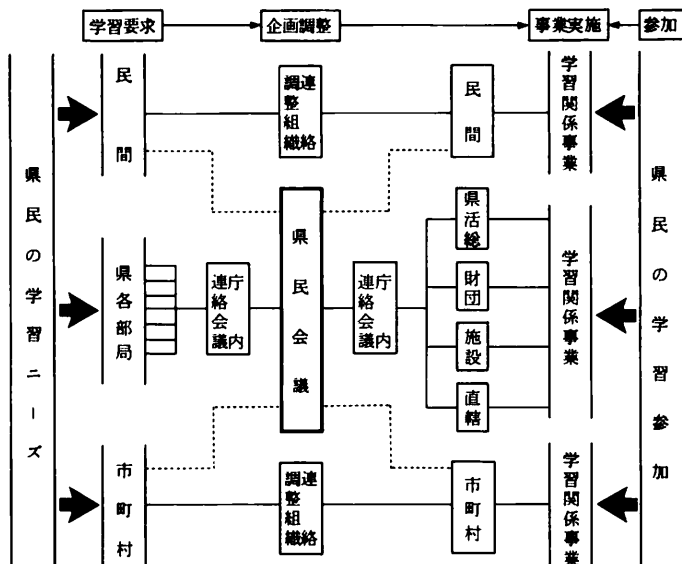 学習要求
企画調整
事業実施
参加
県民の学習ニーズ
民間
連絡
調整組織
民間
学習関係事業
県民の学習参加
県各部局
庁内
連絡会議
県民会議
庁内
連絡会議
県活総
財団
施設
直轄
学習関係事業
市町村
連絡
調整組織
市町村
学習関係事業